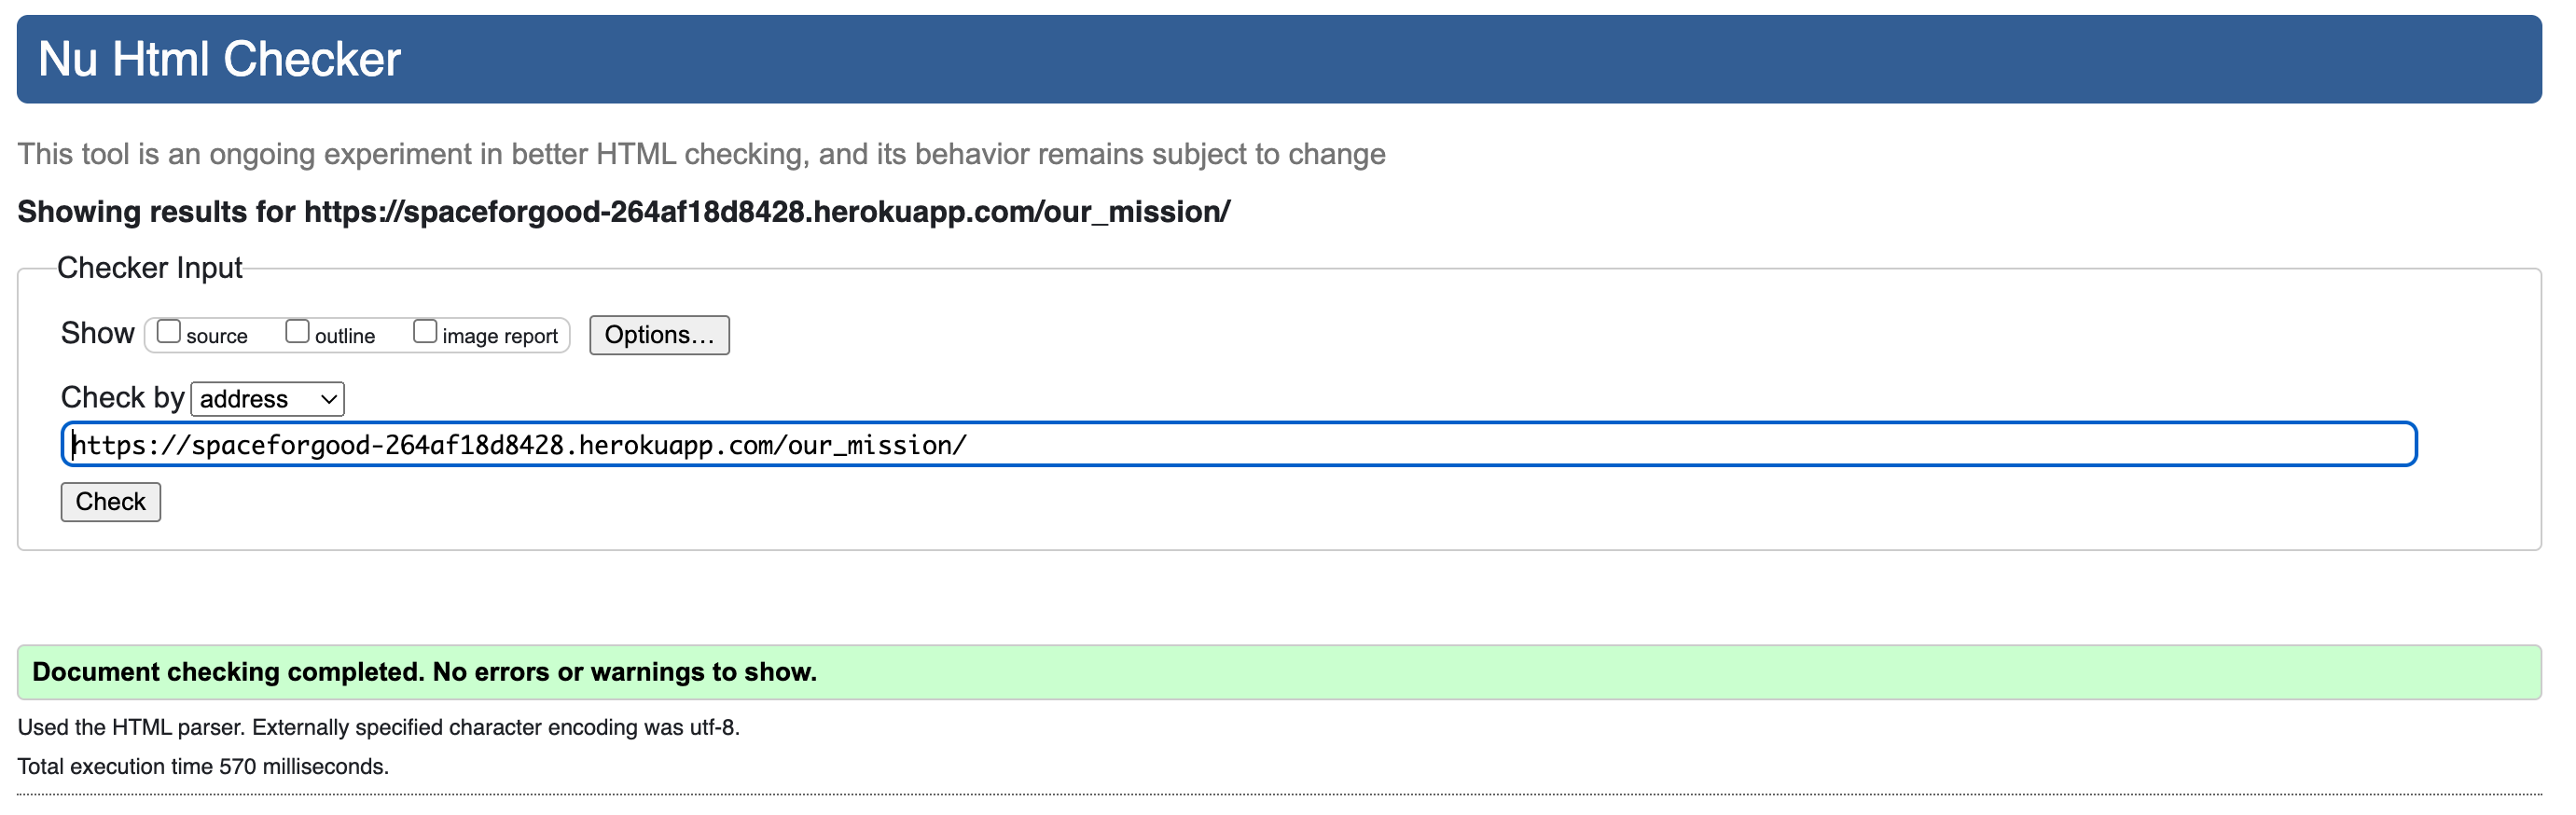 Nu Html Checker
This tool is an ongoing experiment in better HTML checking, and its behavior remains subject to change
Showing results for https://spaceforgood-264af18d8428.herokuapp.com/our_mission/
Checker Input
Show source outline image report Options...
Check by address
https://spaceforgood-264af18d8428.herokuapp.com/our_mission/
Check
Document checking completed. No errors or warnings to show.
Used the HTML parser. Externally specified character encoding was utf-8.
Total execution time 570 milliseconds.